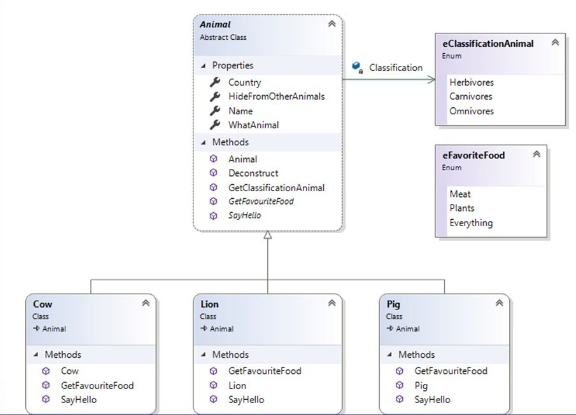 Animal
Abstract Class
Properties
Country
HideFromOtherAnimals
Name
WhatAnimal
Methods
Animal
Deconstruct
GetClassificationAnimal
GetFavouriteFood
SayHello
Classification
eClassificationAnimal
Enum
Herbivores
Carnivores
Omnivores
eFavoriteFood
Enum
Meat
Plants
Everything
Cow
Class
Animal
Methods
Cow
GetFavouriteFood
SayHello
Lion
Class
Animal
Methods
GetFavouriteFood
Lion
SayHello
Pig
Class
Animal
Methods
GetFavouriteFood
Pig
SayHello